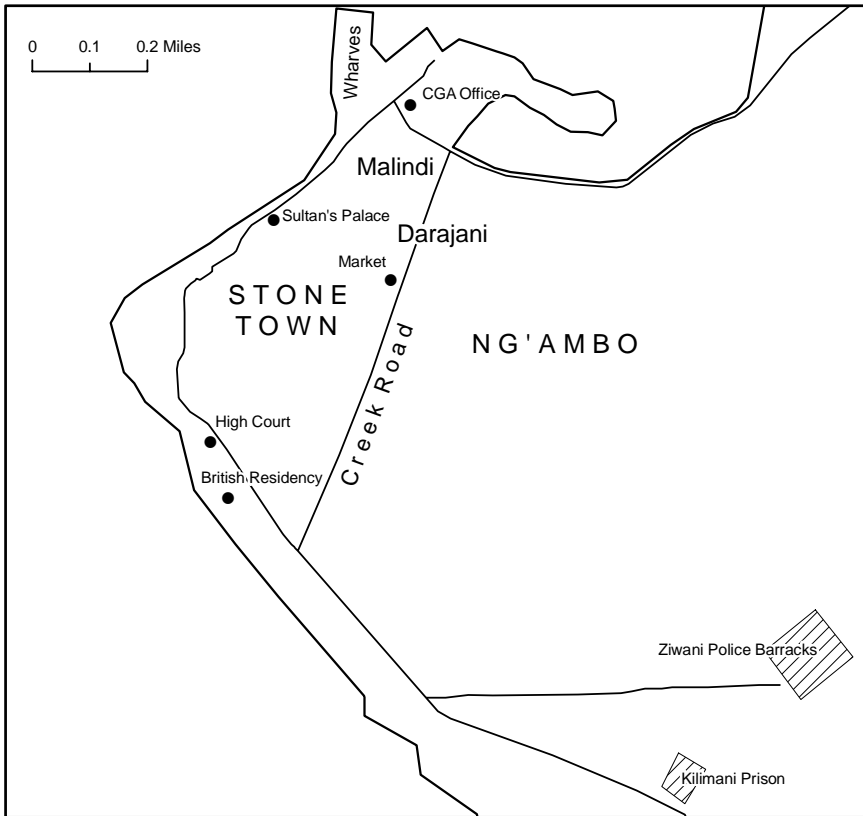 0 0.1 0.2 Miles
Wharves
CGA Office
Malindi
Sultan's Palace
Darajani
Market
STONE
TOWN
NG'AMBO
Creek Road
High Court
British Residency
Ziwani Police Barracks
Kilimani Prison